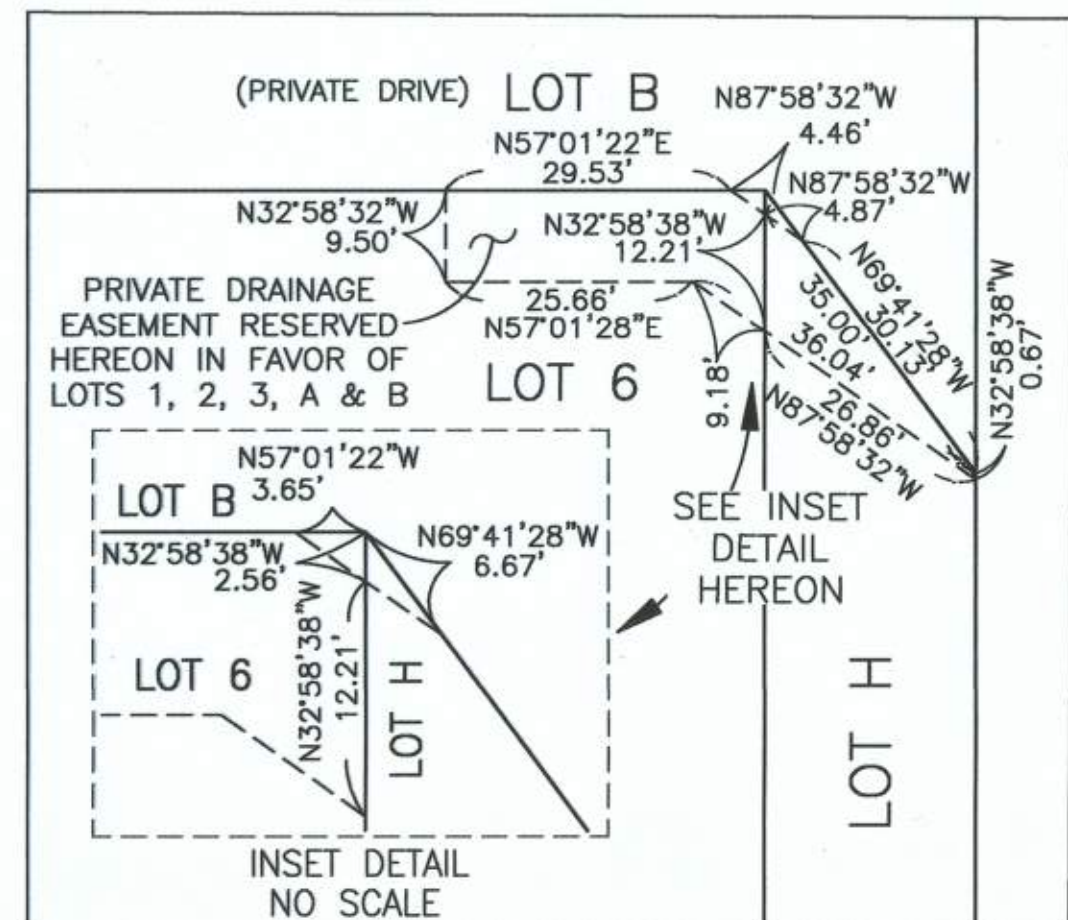 (PRIVATE DRIVE) LOT B
N87°58'32"W
4.46'
N57°01'22"E
29.53'
N87°58'32"W
4.87'
N32°58'32"W
9.50'
N32°58'38"W
12.21'
N69°41'28"W
30.13'
35.00'
36.04'
26.86'
N87°58'32"W
N32°58'38"W
0.67'
PRIVATE DRAINAGE
EASEMENT RESERVED
HEREON IN FAVOR OF
LOTS 1, 2, 3, A & B
25.66'
N57°01'28"E
9.18'
LOT 6
SEE INSET
DETAIL
HEREON
N57°01'22"W
3.65'
LOT B
N69°41'28"W
6.67'
N32°58'38"W
2.56'
N32°58'38"W
12.21'
LOT 6
LOT H
LOT H
INSET DETAIL
NO SCALE